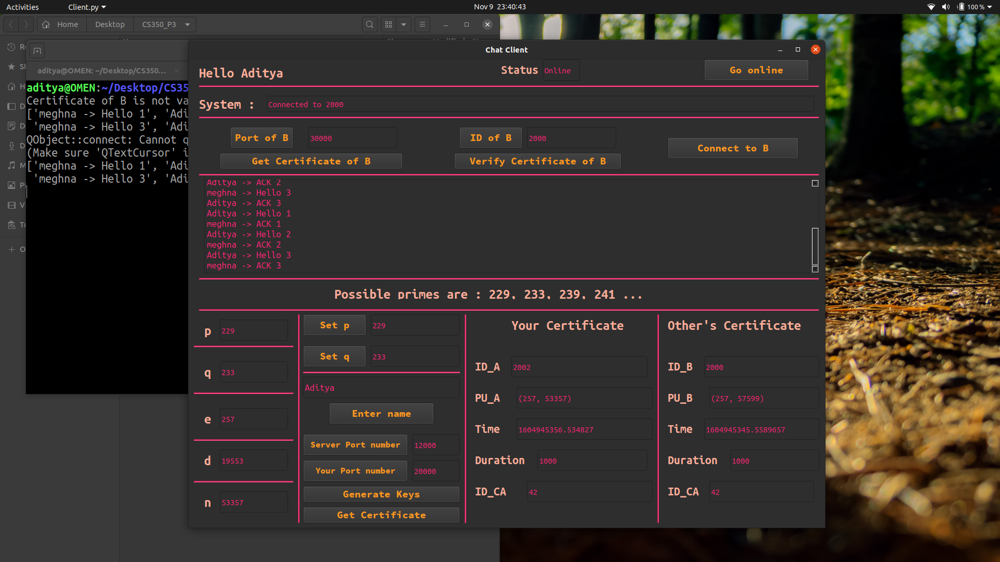 Activities Client.py Nov 9 23:40:43 100 %
Home Desktop CS350_P3
aditya@OMEN: ~/Desktop/CS350...
aditya@OMEN:~/Desktop/CS35
Certificate of B is not va
['meghna -> Hello 1', 'Adi
'meghna -> Hello 3', 'Adi
QObject::connect: Cannot q
(Make sure 'QTextCursor' i
['meghna -> Hello 1', 'Adi
'meghna -> Hello 3', 'Adi
Chat Client
Hello Aditya Status Online Go online
System : Connected to 2000
Port of B 30000 ID of B 2000 Connect to B
Get Certificate of B Verify Certificate of B
Aditya -> ACK 2
meghna -> Hello 3
Aditya -> ACK 3
Aditya -> Hello 1
meghna -> ACK 1
Aditya -> Hello 2
meghna -> ACK 2
Aditya -> Hello 3
meghna -> ACK 3
Possible primes are : 229, 233, 239, 241 ...
p 229
q 233
e 257
d 19553
n 53357
Set p 229
Set q 233
Aditya
Enter name
Server Port number 12000
Your Port number 20000
Generate Keys
Get Certificate
Your Certificate
ID_A 2002
PU_A (257, 53357)
Time 1604945356.534827
Duration 1000
ID_CA 42
Other's Certificate
ID_B 2000
PU_B (257, 57599)
Time 1604945345.5589657
Duration 1000
ID_CA 42